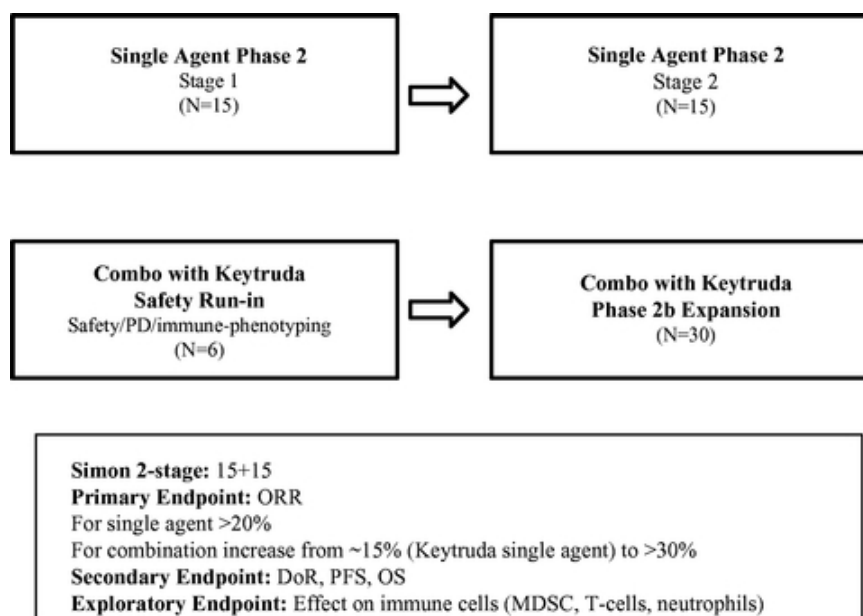 Single Agent Phase 2
Stage 1
(N=15)
Single Agent Phase 2
Stage 2
(N=15)
Combo with Keytruda
Safety Run-in
Safety/PD/immune-phenotyping
(N=6)
Combo with Keytruda
Phase 2b Expansion
(N=30)
Simon 2-stage: 15+15
Primary Endpoint: ORR
For single agent >20%
For combination increase from ~15% (Keytruda single agent) to >30%
Secondary Endpoint: DoR, PFS, OS
Exploratory Endpoint: Effect on immune cells (MDSC, T-cells, neutrophils)